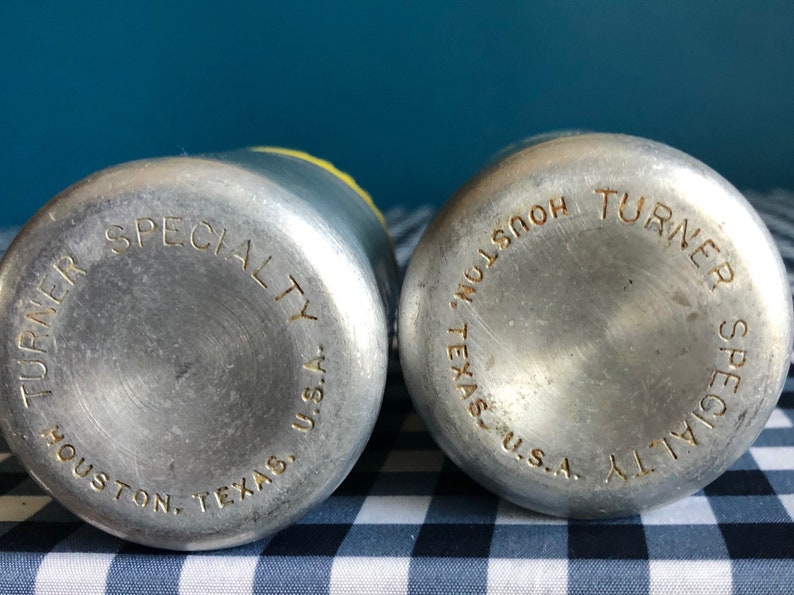 TURNER SPECIALTY
HOUSTON, TEXAS, U.S.A.
TURNER SPECIALTY
HOUSTON, TEXAS, U.S.A.